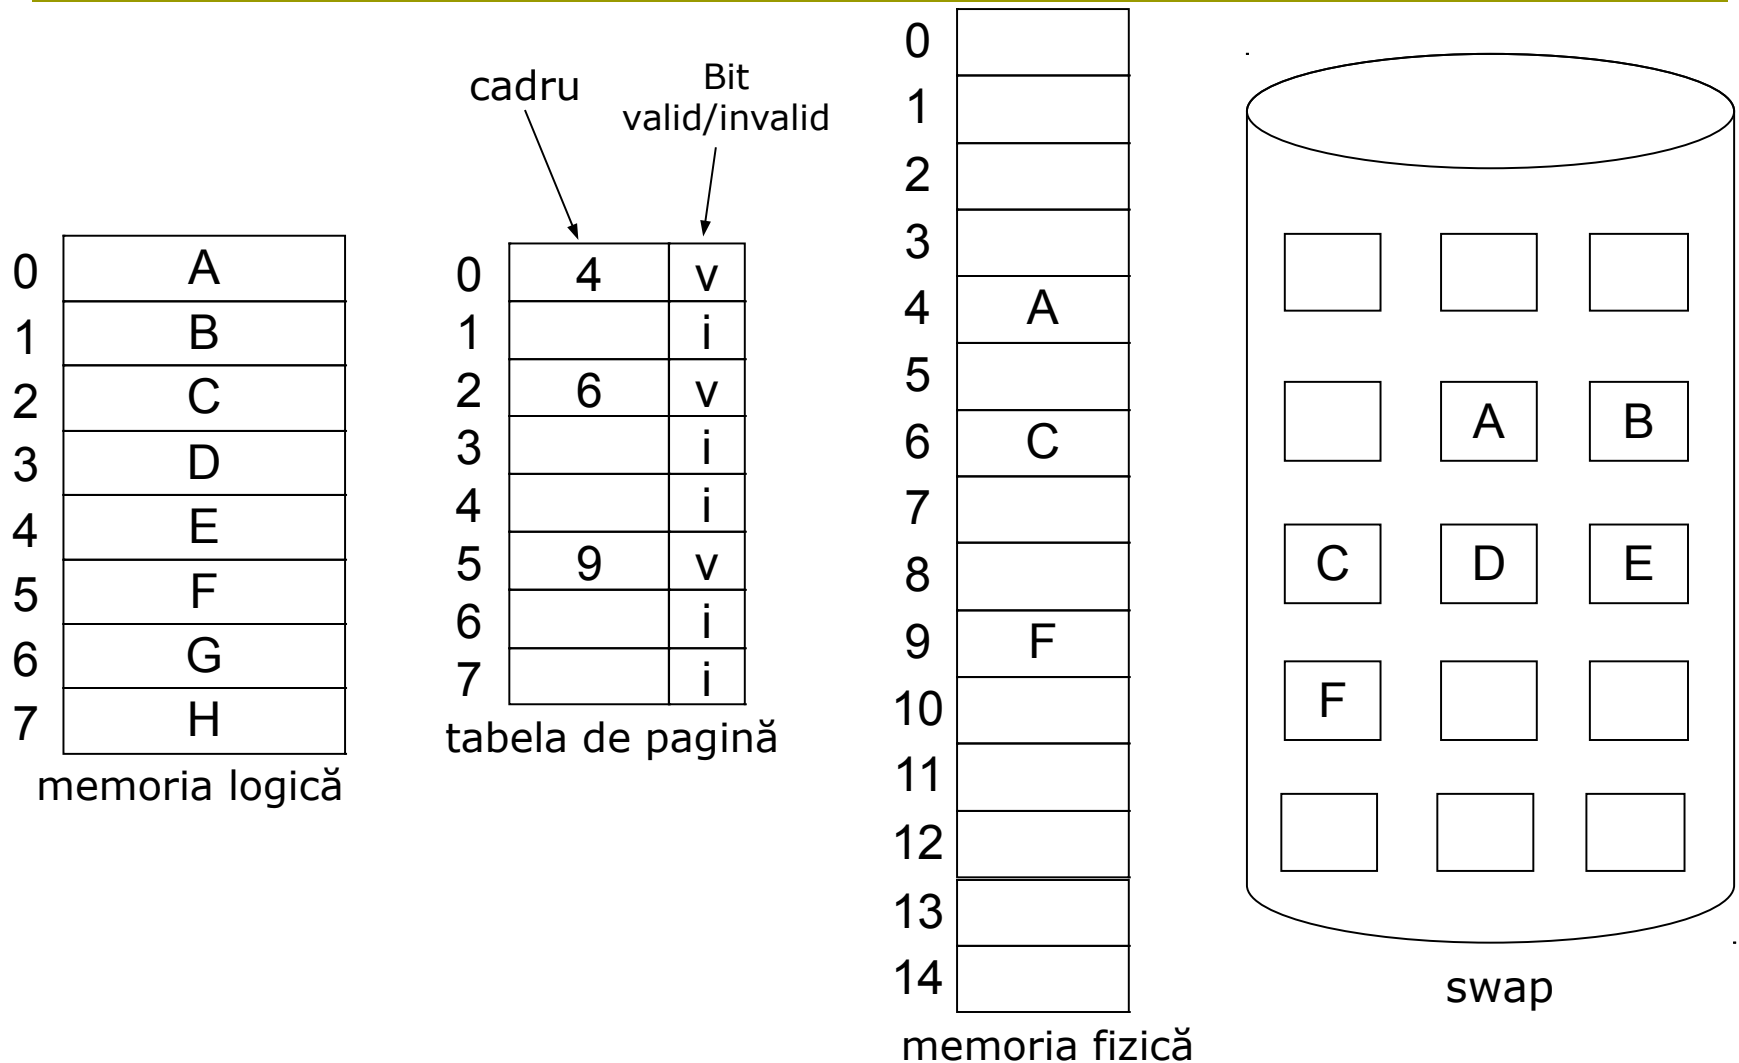 cadru
Bit
valid/invalid
0 A
1 B
2 C
3 D
4 E
5 F
6 G
7 H
memoria logică
0 4 v
1 i
2 6 v
3 i
4 i
5 9 v
6 i
7 i
tabela de pagină
0
1
2
3
4 A
5
6 C
7
8
9 F
10
11
12
13
14
memoria fizică
A B
C D E
F
swap